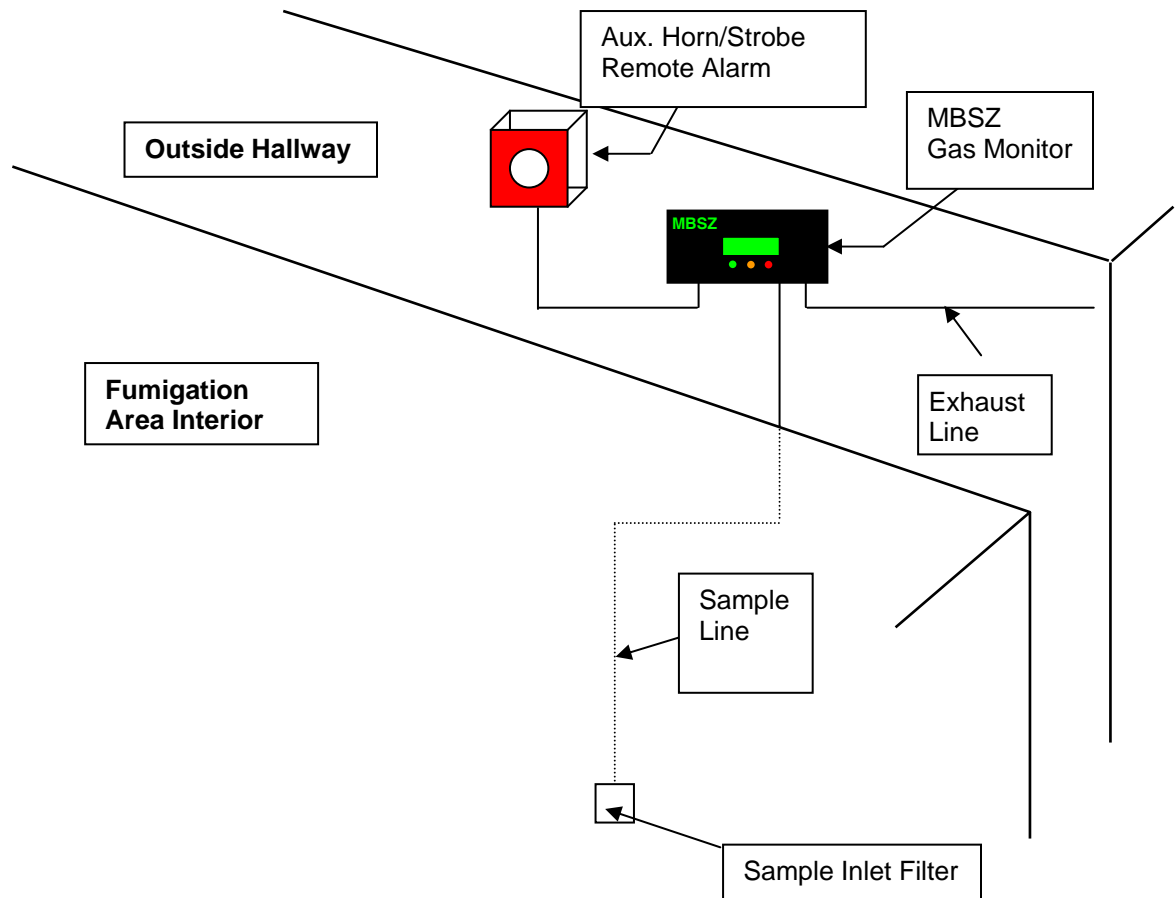 Aux. Horn/Strobe
Remote Alarm
MBSZ
Gas Monitor
Outside Hallway
MBSZ
Fumigation
Area Interior
Exhaust
Line
Sample
Line
Sample Inlet Filter